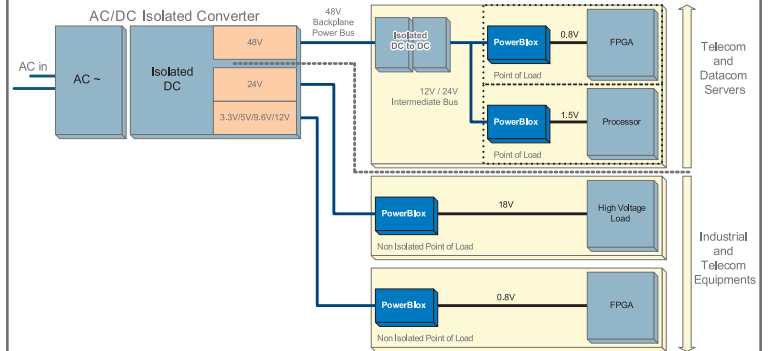 AC/DC Isolated Converter
48V
Backplane
Power Bus
AC in
AC ~
Isolated
DC
48V
24V
3.3V/5V/9.6V/12V
Isolated
DC to DC
12V / 24V
Intermediate Bus
PowerBlox
0.8V
FPGA
Point of Load
PowerBlox
1.5V
Processor
Point of Load
Telecom
and
Datacom
Servers
PowerBlox
18V
High Voltage
Load
Non Isolated Point of Load
PowerBlox
0.8V
FPGA
Non Isolated Point of Load
Industrial
and
Telecom
Equipments